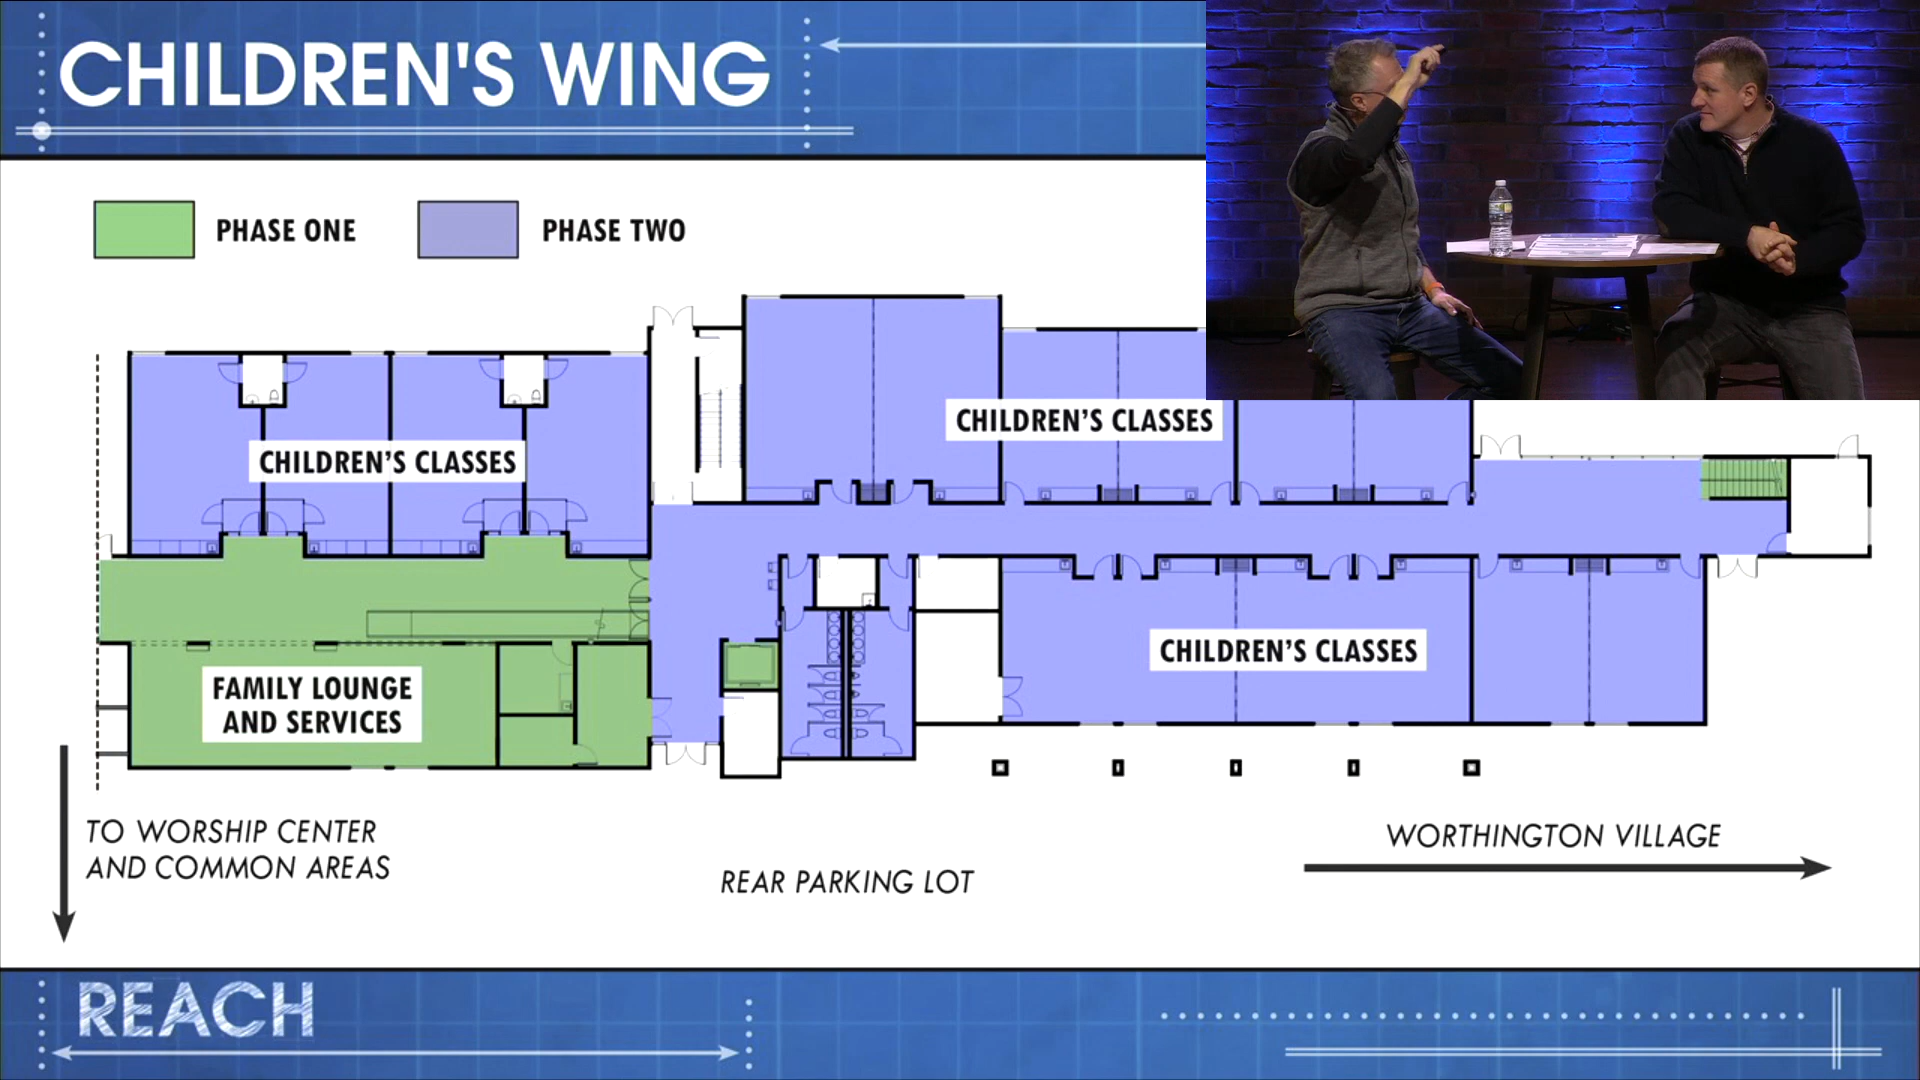 CHILDREN'S WING
PHASE ONE
PHASE TWO
CHILDREN'S CLASSES
CHILDREN'S CLASSES
CHILDREN'S CLASSES
FAMILY LOUNGE
AND SERVICES
TO WORSHIP CENTER
AND COMMON AREAS
REAR PARKING LOT
WORTHINGTON VILLAGE
REACH